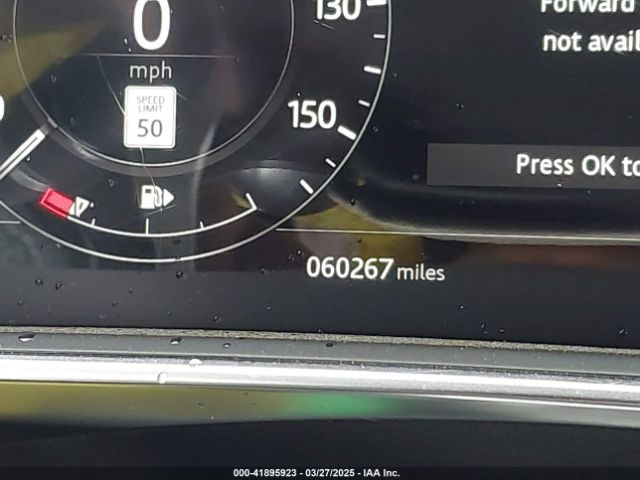 130
0
mph
SPEED
LIMIT
50
150
Forward
not avail
Press OK to
060267 miles
000-41895923 - 03/27/2025 - IAA Inc.